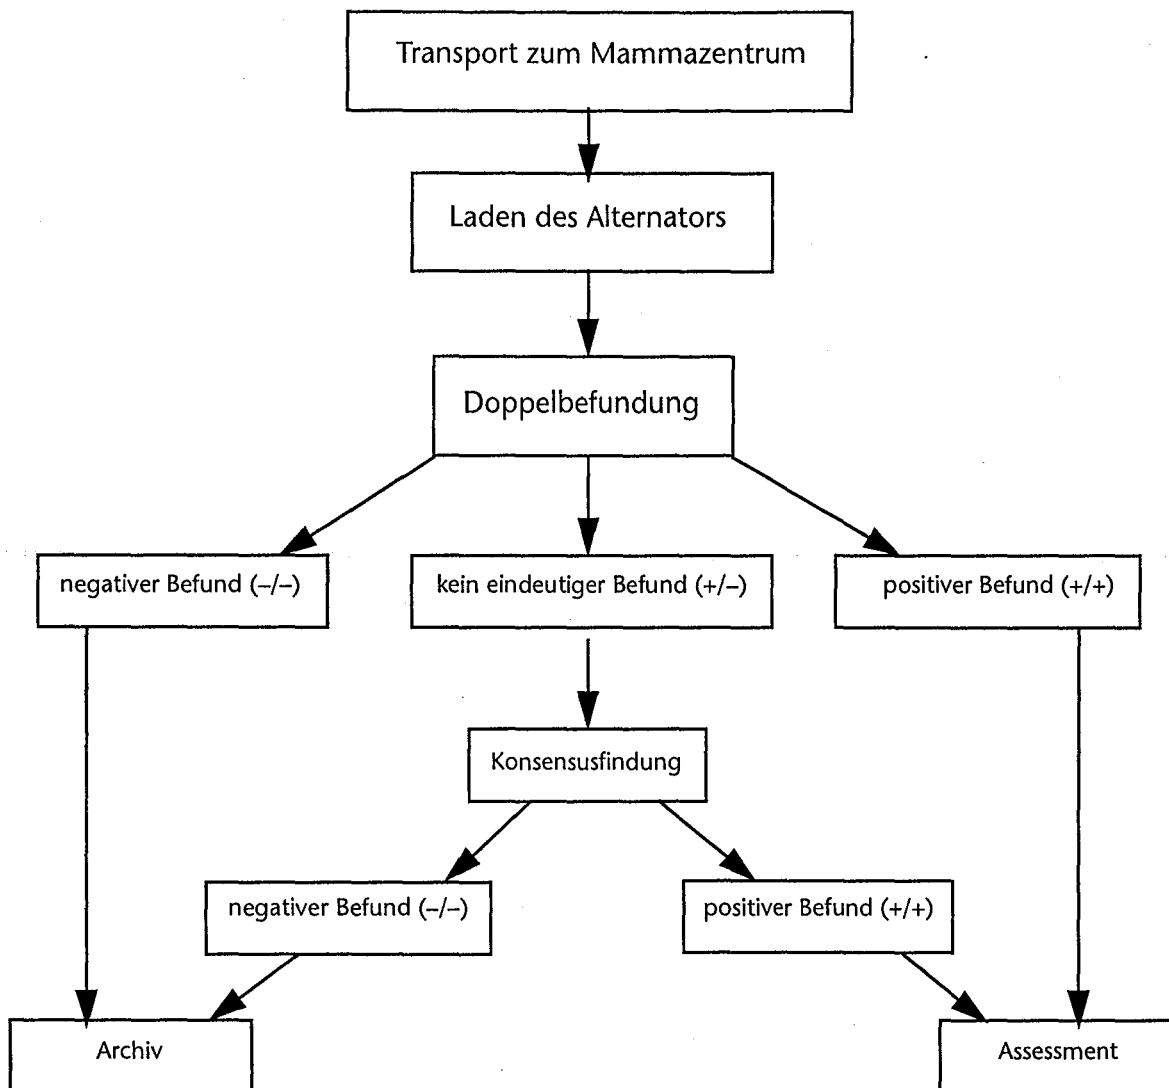 Transport zum Mammazentrum
Laden des Alternators
Doppelbefundung
negativer Befund (–/–)
kein eindeutiger Befund (+/–)
positiver Befund (+/+)
Konsensusfindung
negativer Befund (–/–)
positiver Befund (+/+)
Archiv
Assessment